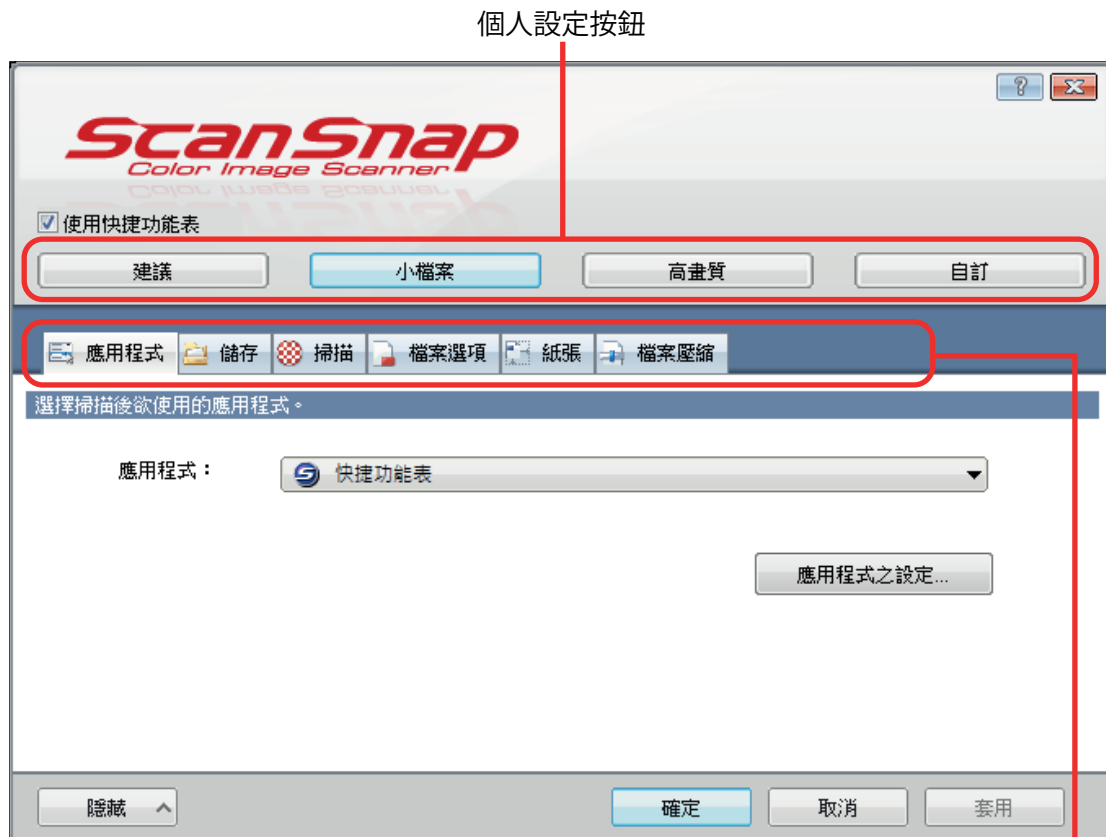 個人設定按鈕
ScanSnap
Color Image Scanner
使用快捷功能表
建議 小檔案 高畫質 自訂
應用程式 儲存 掃描 檔案選項 紙張 檔案壓縮
選擇掃描後欲使用的應用程式。
應用程式： 快捷功能表
應用程式之設定...
隱藏 確定 取消 套用